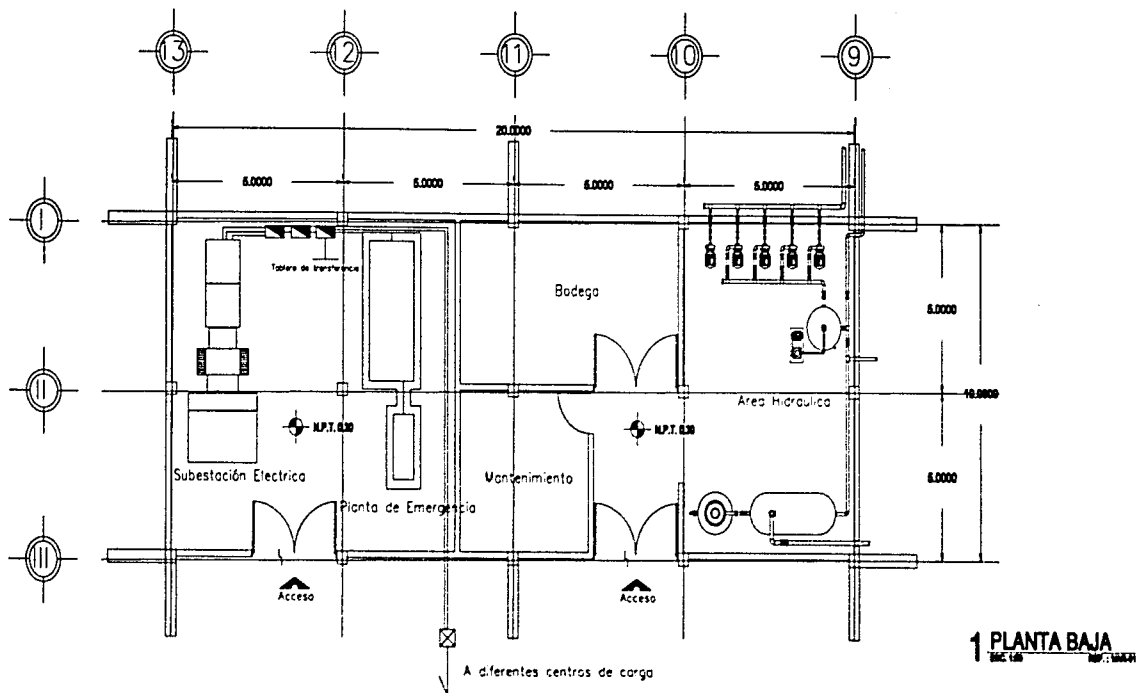 13
12
11
10
9
20.0000
5.0000
5.0000
5.0000
5.0000
I
Tablero de transferencia
Bodega
5.0000
II
Area Hidraulica
10.0000
N.P.T. 0.30
N.P.T. 0.30
Subestación Electrica
Mantenimiento
5.0000
Planta de Emergencia
III
Acceso
Acceso
A diferentes centros de carga
1 PLANTA BAJA